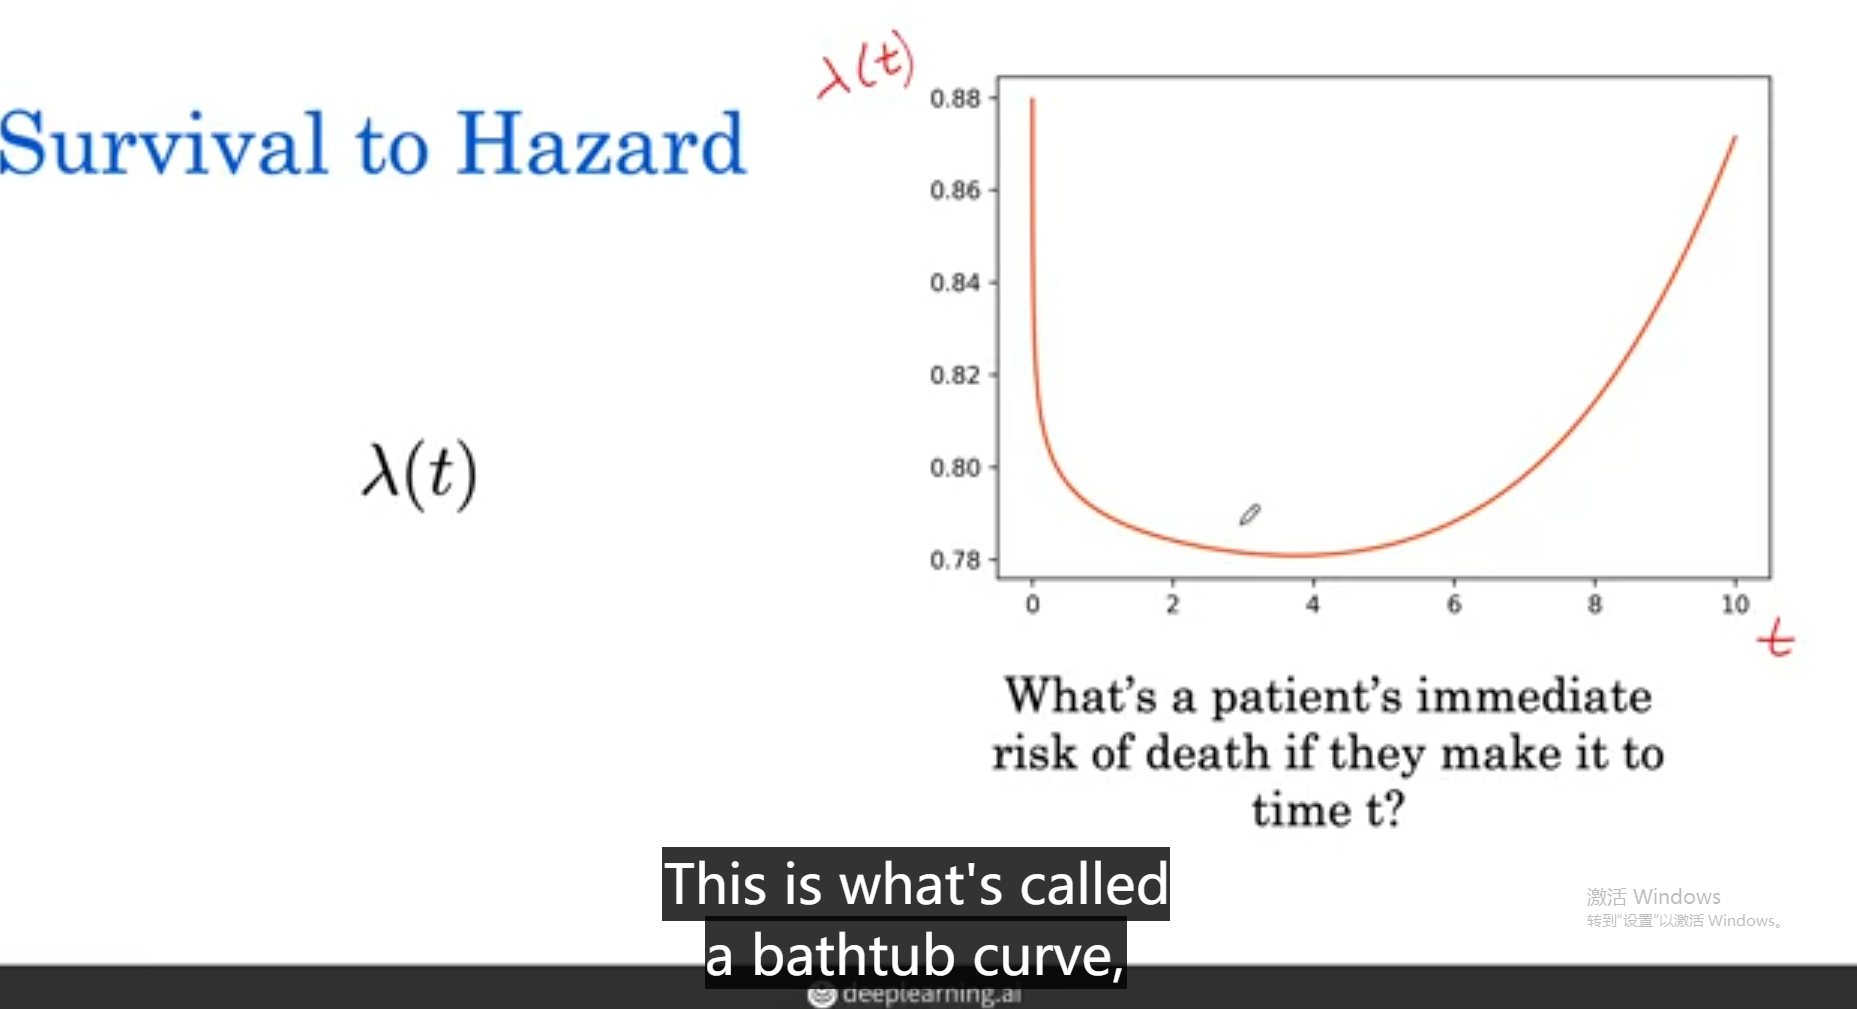 λ(t)
Survival to Hazard
0.88
0.86
0.84
0.82
0.80
0.78
0 2 4 6 8 10
t
λ(t)
What's a patient's immediate
risk of death if they make it to
time t?
This is what's called
a bathtub curve,
激活 Windows
转到"设置"以激活 Windows。
deeplearning.ai